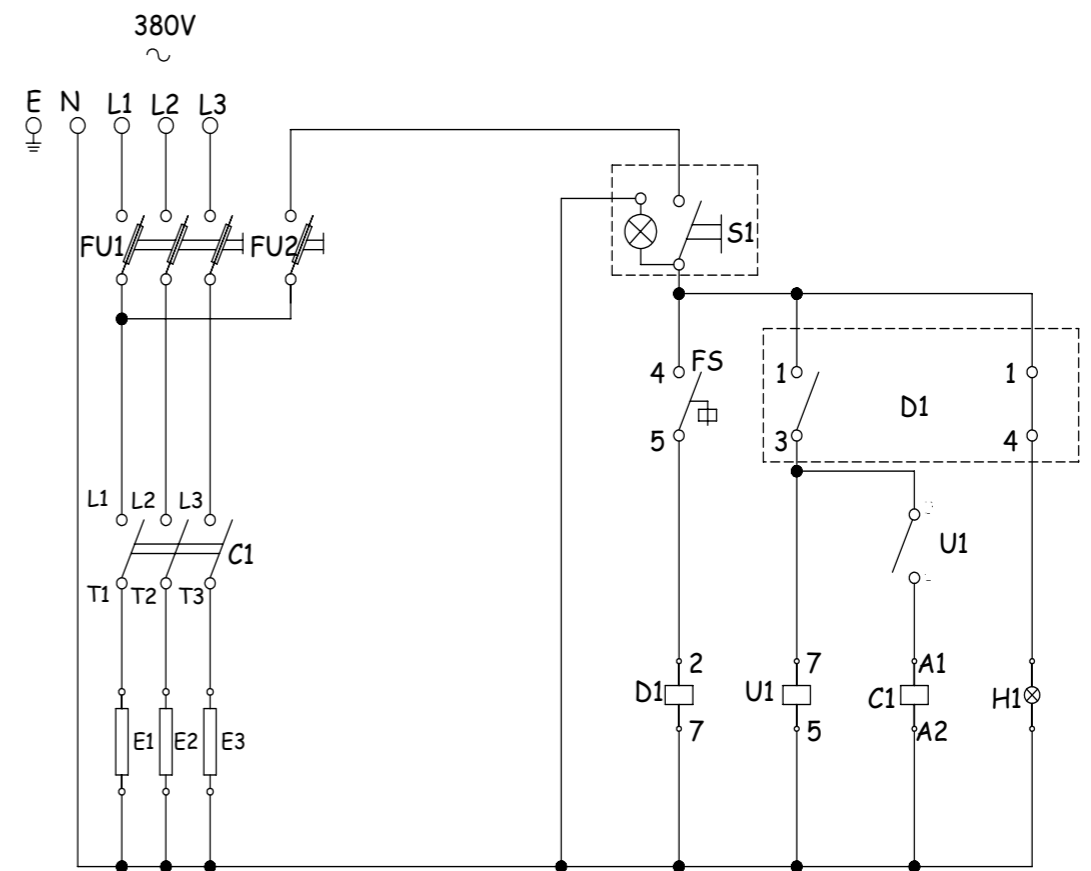 380V
~
E N L1 L2 L3
FU1 FU2 S1
4 FS 1 D1 1
5 3 4
L1 L2 L3
C1 U1
T1 T2 T3
2 7 A1
D1 U1 C1 H1
E1 E2 E3 7 5 A2